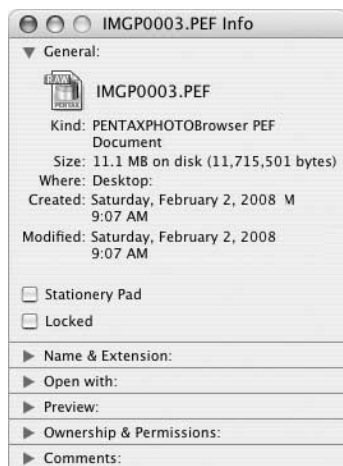 IMGP0003.PEF Info
General:
RAW
PENTAX
IMGP0003.PEF
Kind: PENTAXPHOTOBrowser PEF
Document
Size: 11.1 MB on disk (11,715,501 bytes)
Where: Desktop:
Created: Saturday, February 2, 2008 M
9:07 AM
Modified: Saturday, February 2, 2008
9:07 AM
Stationery Pad
Locked
Name & Extension:
Open with:
Preview:
Ownership & Permissions:
Comments: